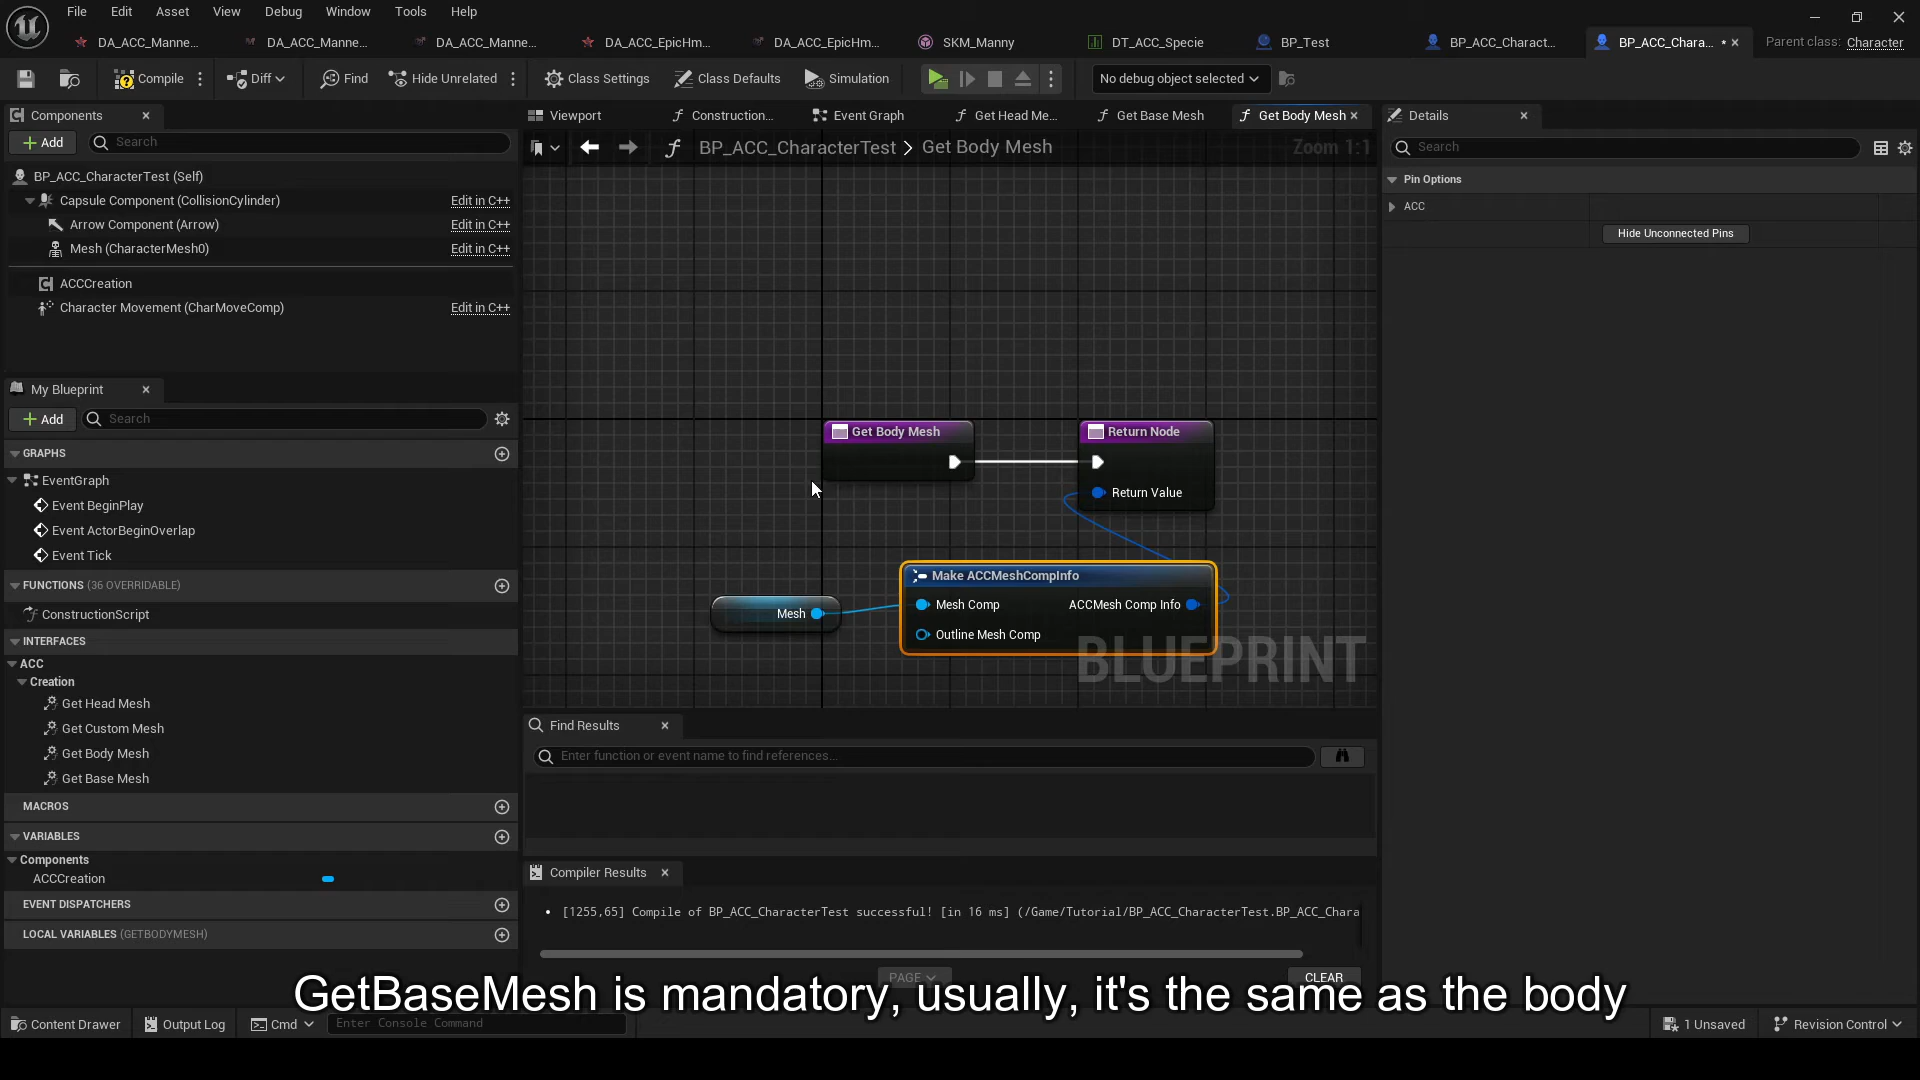 File Edit Asset View Debug Window Tools Help
DA_ACC_Manne... DA_ACC_Manne... DA_ACC_Manne... DA_ACC_EpicHm... DA_ACC_EpicHm... SKM_Manny DT_ACC_Specie BP_Test BP_ACC_Charact... BP_ACC_Chara... * Parent class: Character
Compile Diff Find Hide Unrelated Class Settings Class Defaults Simulation No debug object selected
Components
Add Search
BP_ACC_CharacterTest (Self)
Capsule Component (CollisionCylinder) Edit in C++
Arrow Component (Arrow) Edit in C++
Mesh (CharacterMesh0) Edit in C++
ACCCreation
Character Movement (CharMoveComp) Edit in C++
My Blueprint
Add Search
GRAPHS
EventGraph
Event BeginPlay
Event ActorBeginOverlap
Event Tick
FUNCTIONS (36 OVERRIDABLE)
ConstructionScript
INTERFACES
ACC
Creation
Get Head Mesh
Get Custom Mesh
Get Body Mesh
Get Base Mesh
MACROS
VARIABLES
Components
ACCCreation
EVENT DISPATCHERS
LOCAL VARIABLES (GETBODYMESH)
Viewport Construction... Event Graph Get Head Me... Get Base Mesh Get Body Mesh
BP_ACC_CharacterTest > Get Body Mesh Zoom 1:1
Get Body Mesh
Return Node
Return Value
Make ACCMeshCompInfo
Mesh
Mesh Comp ACCMesh Comp Info
Outline Mesh Comp
BLUEPRINT
Find Results
Enter function or event name to find references...
Compiler Results
[1255,65] Compile of BP_ACC_CharacterTest successful! [in 16 ms] (/Game/Tutorial/BP_ACC_CharacterTest.BP_ACC_Chara
PAGE CLEAR
Details
Search
Pin Options
ACC
Hide Unconnected Pins
GetBaseMesh is mandatory, usually, it's the same as the body
Content Drawer Output Log Cmd Enter Console Command 1 Unsaved Revision Control